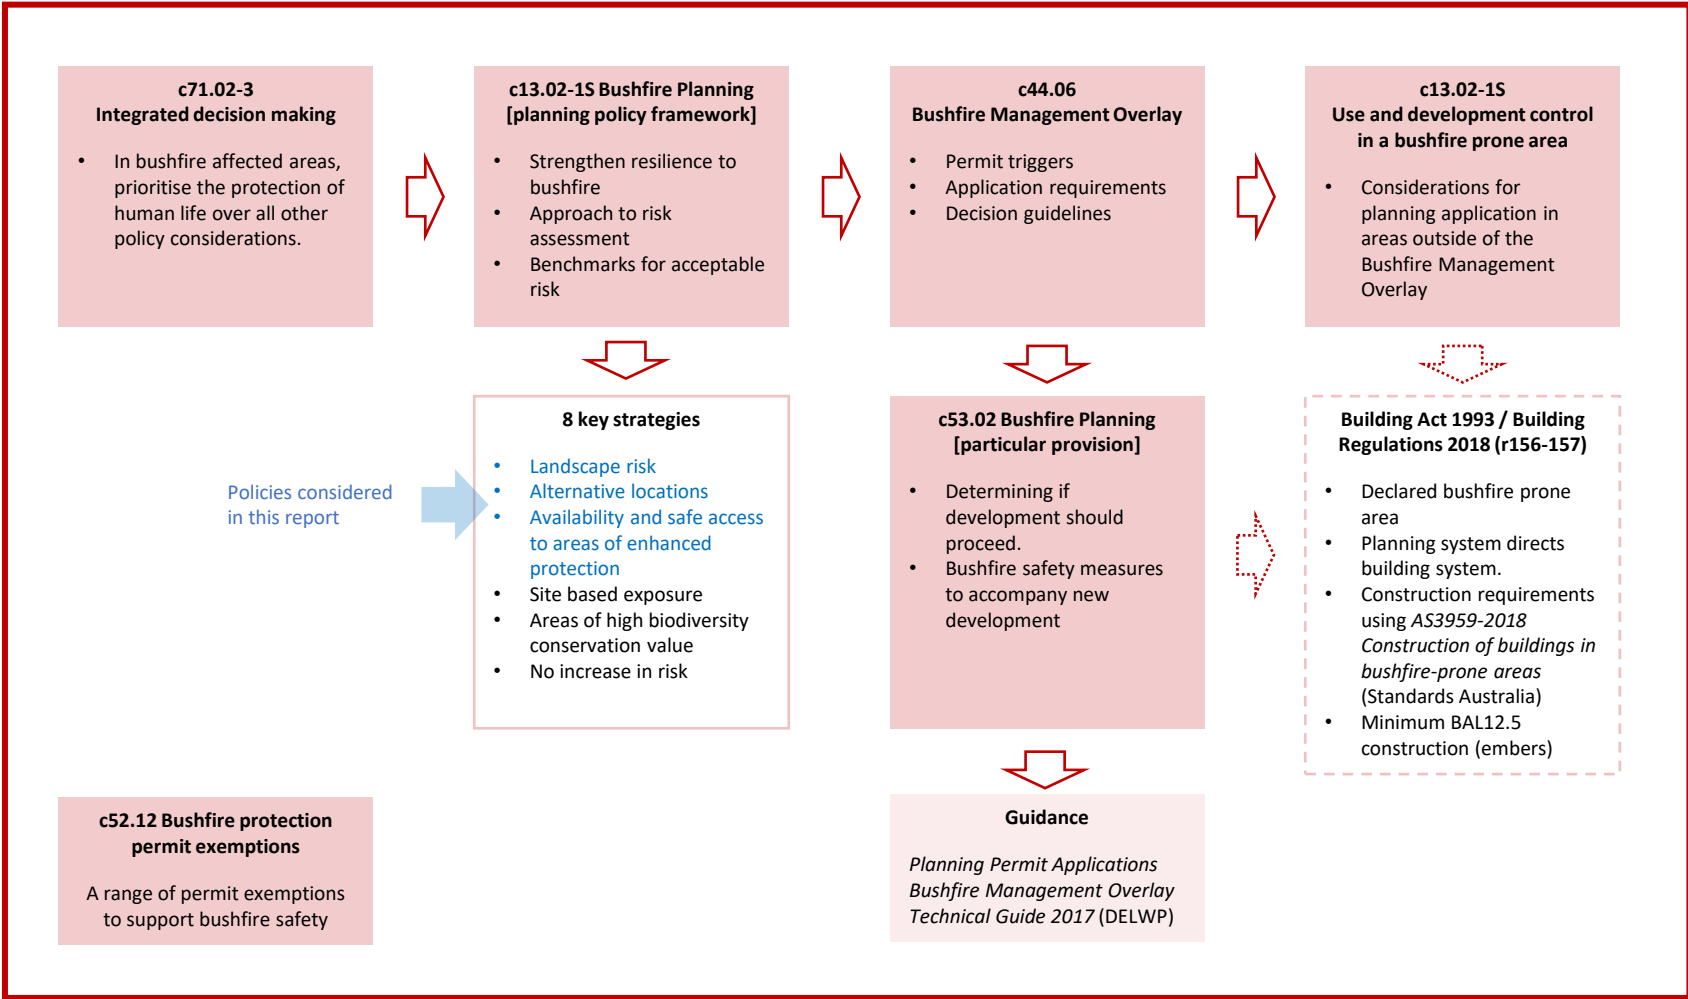 c71.02-3
Integrated decision making
• In bushfire affected areas,
prioritise the protection of
human life over all other
policy considerations.
c13.02-1S Bushfire Planning
[planning policy framework]
• Strengthen resilience to
bushfire
• Approach to risk
assessment
• Benchmarks for acceptable
risk
c44.06
Bushfire Management Overlay
• Permit triggers
• Application requirements
• Decision guidelines
c13.02-1S
Use and development control
in a bushfire prone area
• Considerations for
planning application in
areas outside of the
Bushfire Management
Overlay
Policies considered
in this report
8 key strategies
• Landscape risk
• Alternative locations
• Availability and safe access
to areas of enhanced
protection
• Site based exposure
• Areas of high biodiversity
conservation value
• No increase in risk
c53.02 Bushfire Planning
[particular provision]
• Determining if
development should
proceed.
• Bushfire safety measures
to accompany new
development
Building Act 1993 / Building
Regulations 2018 (r156-157)
• Declared bushfire prone
area
• Planning system directs
building system.
• Construction requirements
using AS3959-2018
Construction of buildings in
bushfire-prone areas
(Standards Australia)
• Minimum BAL12.5
construction (embers)
c52.12 Bushfire protection
permit exemptions
A range of permit exemptions
to support bushfire safety
Guidance
Planning Permit Applications
Bushfire Management Overlay
Technical Guide 2017 (DELWP)